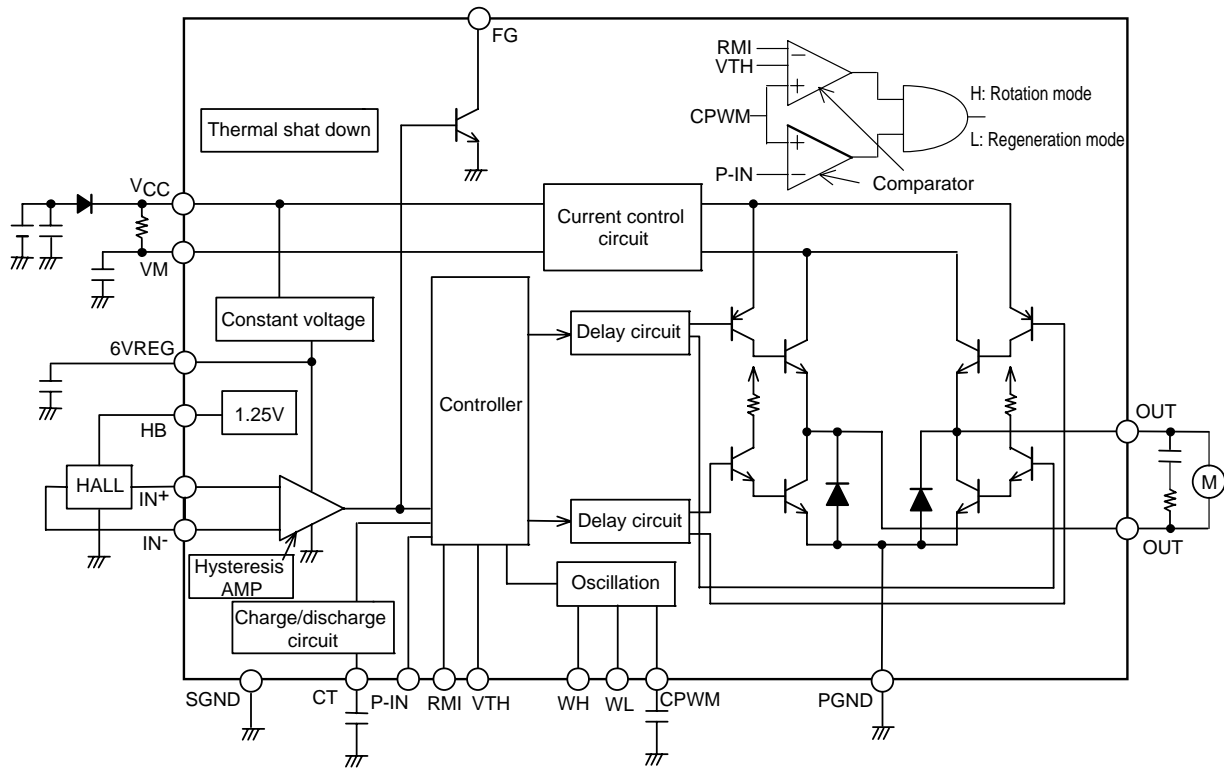 FG
RMI
VTH
CPWM
P-IN
H: Rotation mode
L: Regeneration mode
Comparator
Thermal shat down
VCC
VM
Current control
circuit
Constant voltage
6VREG
1.25V
HB
HALL
IN+
IN-
Hysteresis
AMP
Controller
Delay circuit
Delay circuit
Oscillation
Charge/discharge
circuit
OUT
M
OUT
SGND
CT
P-IN
RMI
VTH
WH
WL
CPWM
PGND